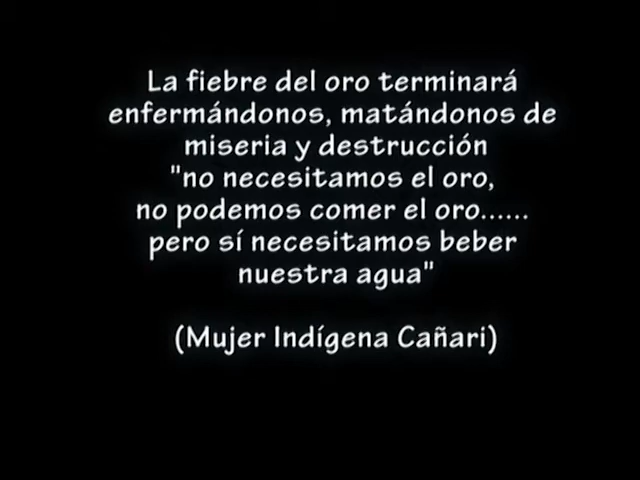 La fiebre del oro terminará
enfermándonos, matándonos de
miseria y destrucción
"no necesitamos el oro,
no podemos comer el oro......
pero sí necesitamos beber
nuestra agua"
(Mujer Indígena Cañari)